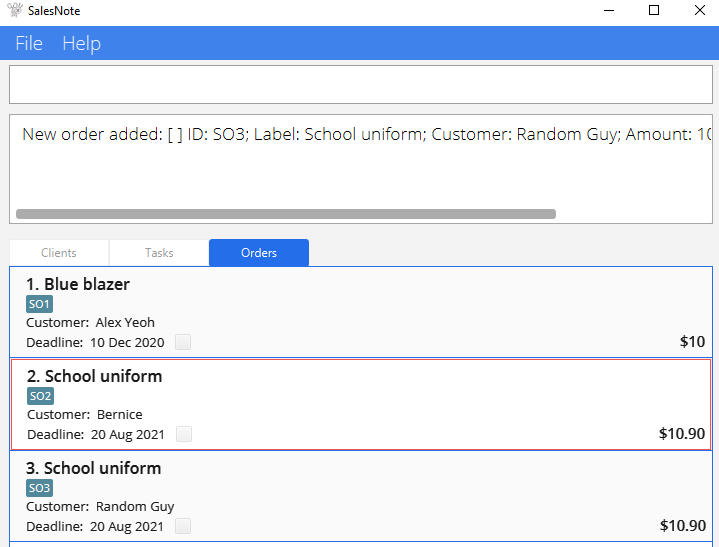 SalesNote
File Help
New order added: [ ] ID: SO3; Label: School uniform; Customer: Random Guy; Amount: 10
Clients Tasks Orders
1. Blue blazer
SO1
Customer: Alex Yeoh
Deadline: 10 Dec 2020
$10
2. School uniform
SO2
Customer: Bernice
Deadline: 20 Aug 2021
$10.90
3. School uniform
SO3
Customer: Random Guy
Deadline: 20 Aug 2021
$10.90